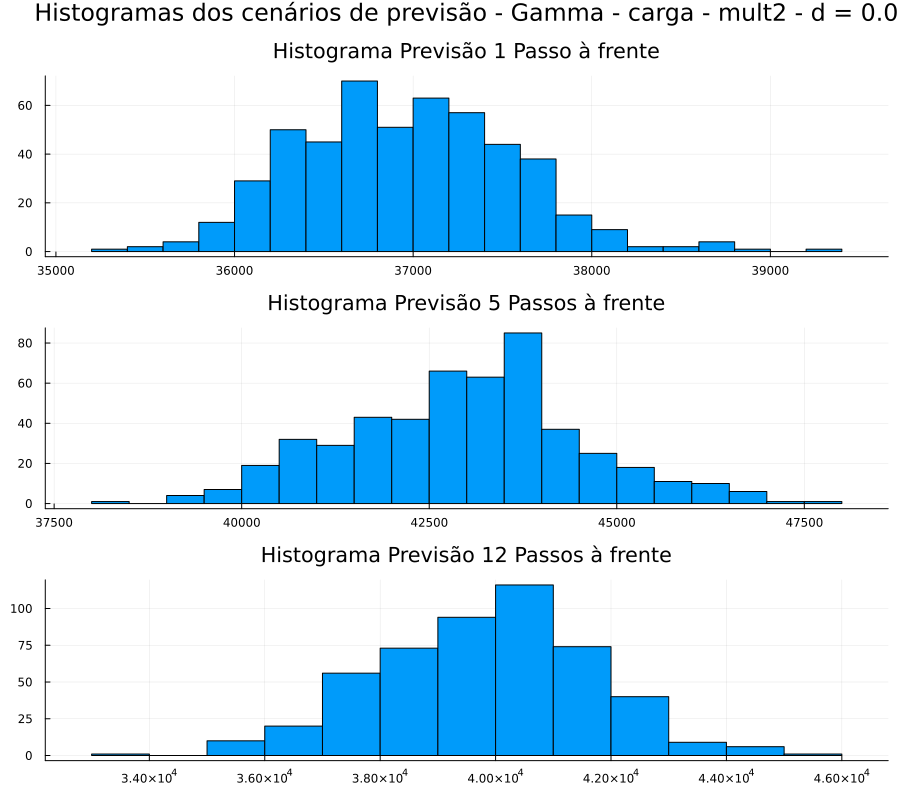 Histogramas dos cenários de previsão - Gamma - carga - mult2 - d = 0.0
Histograma Previsão 1 Passo à frente
60
40
20
0
35000 36000 37000 38000 39000
Histograma Previsão 5 Passos à frente
80
60
40
20
0
37500 40000 42500 45000 47500
Histograma Previsão 12 Passos à frente
100
75
50
25
0
3.40×10⁴ 3.60×10⁴ 3.80×10⁴ 4.00×10⁴ 4.20×10⁴ 4.40×10⁴ 4.60×10⁴